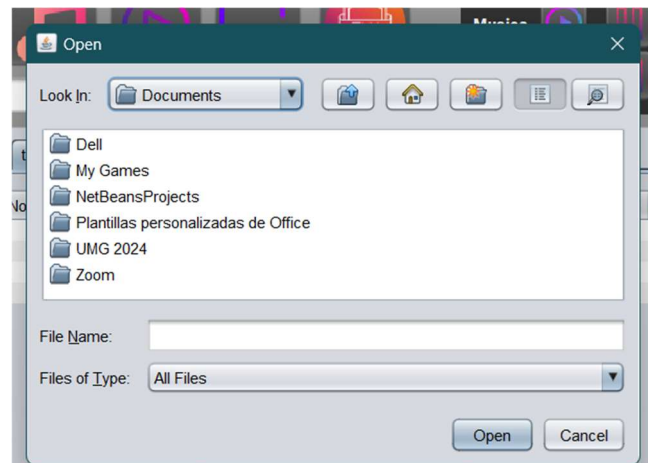 Musica
Open
Look In: Documents
Dell
My Games
NetBeansProjects
Plantillas personalizadas de Office
UMG 2024
Zoom
File Name:
Files of Type: All Files
Open Cancel